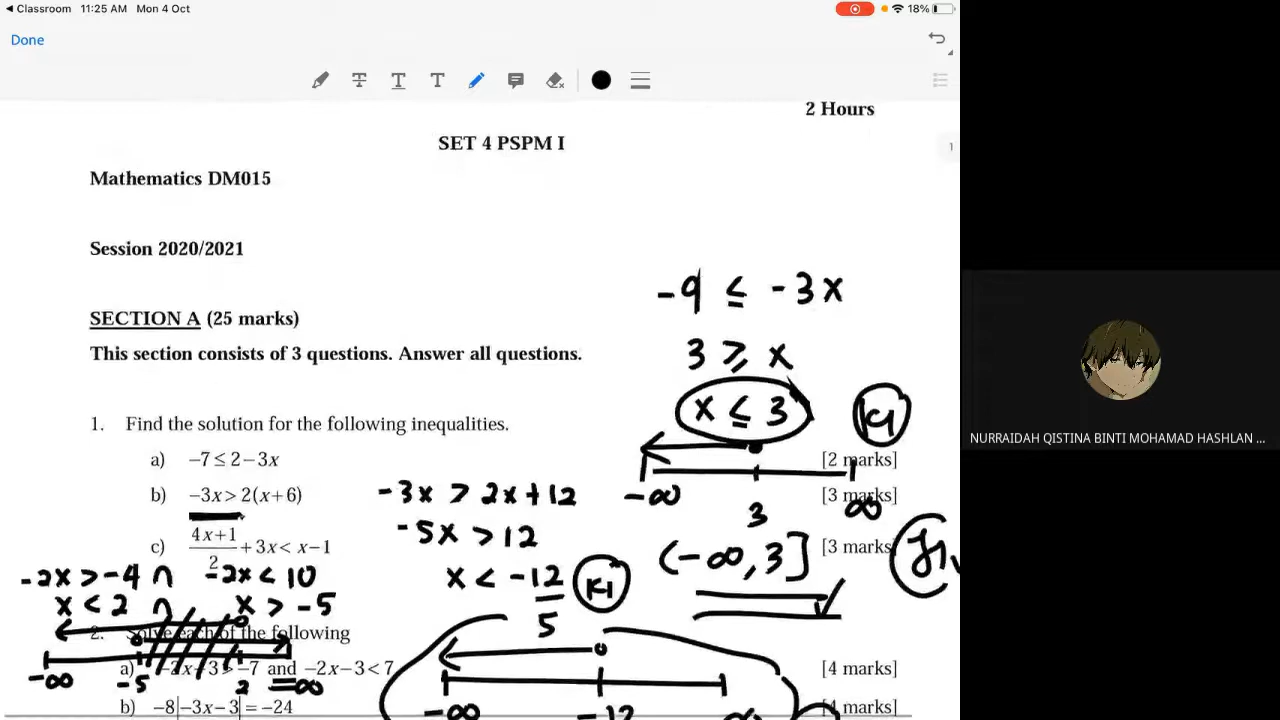 Classroom 11:25 AM Mon 4 Oct 18%
Done
2 Hours
SET 4 PSPM I
1
Mathematics DM015
Session 2020/2021
-9 ≤ -3x
SECTION A (25 marks)
This section consists of 3 questions. Answer all questions.
3 ≥ x
x ≤ 3 K1
1. Find the solution for the following inequalities.
a) −7 ≤ 2−3x [2 marks]
b) −3x > 2(x+6) [3 marks]
c) 4x+1/2 + 3x < x−1 [3 marks]
-∞ 3 ∞
(-∞, 3] J1
-3x > 2x + 12
-5x > 12
x < -12/5 K1
-2x > -4 ∩ -2x < 10
x < 2 ∩ x > -5
2. Solve each of the following
a) −2x+3 > −7 and −2x−3 < 7 [4 marks]
-∞ -5 2 ∞
b) −8|−3x−3| = −24 [4 marks]
-∞ -12 ∞
NURRAIDAH QISTINA BINTI MOHAMAD HASHLAN ...